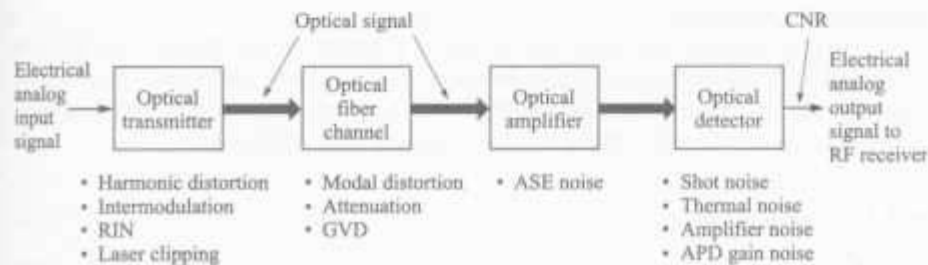 Optical signal
CNR
Electrical
analog
input
signal
Optical
transmitter
Optical
fiber
channel
Optical
amplifier
Optical
detector
Electrical
analog
output
signal to
RF receiver
• Harmonic distortion
• Intermodulation
• RIN
• Laser clipping
• Modal distortion
• Attenuation
• GVD
• ASE noise
• Shot noise
• Thermal noise
• Amplifier noise
• APD gain noise